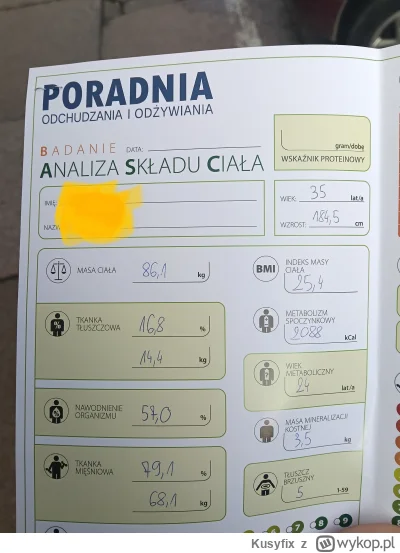 PORADNIA
ODCHUDZANIA I ODŻYWIANIA
BADANIE DATA:
ANALIZA SKŁADU CIAŁA
gram/dobę
WSKAŹNIK PROTEINOWY
IMIĘ
NAZW
WIEK: 35 lat/a
WZROST: 184,5 cm
MASA CIAŁA 86,1 kg
BMI INDEKS MASY
CIAŁA
25,4
TKANKA
TŁUSZCZOWA 16,8 %
14,4 kg
METABOLIZM
SPOCZYNKOWY
2088 kCal
WIEK
METABOLICZNY
24 lat/a
NAWODNIENIE
ORGANIZMU 57,0 %
MASA MINERALIZACJI
KOSTNEJ
3,5 kg
TKANKA
MIĘŚNIOWA 79,1 %
68,1 kg
TŁUSZCZ
BRZUSZNY
5 1-59
7 8 9
Kusyfix z wykop.pl